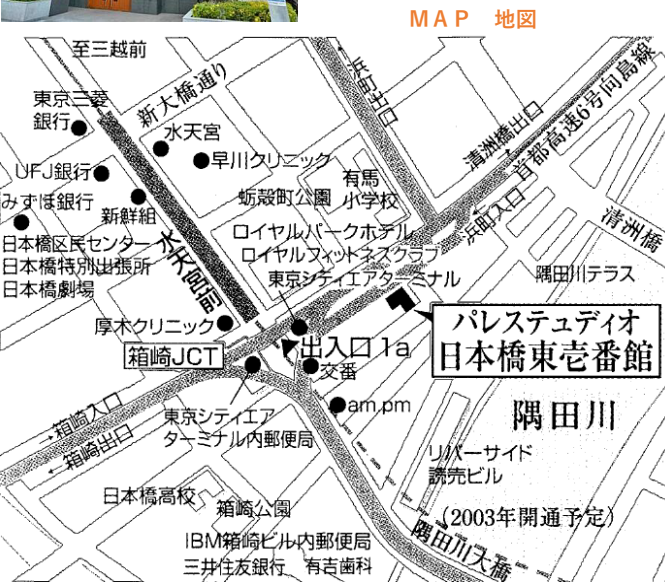 MAP 地図
至三越前
東京三菱
銀行
新大橋通り
浜町出口
水天宮
早川クリニック
UFJ銀行
みずほ銀行
新鮮組
蛎殻町公園
有馬
小学校
清洲橋出口
首都高速6号向島線
浜町入口
清洲橋
日本橋区民センター
日本橋特別出張所
日本橋劇場
水天宮前
ロイヤルパークホテル
ロイヤルフィットネスクラブ
東京シティエアターミナル
隅田川テラス
厚木クリニック
出入口1a
パレステュディオ
日本橋東壱番館
箱崎JCT
交番
am.pm
→箱崎入口
←箱崎出口
東京シティエア
ターミナル内郵便局
隅田川
リバーサイド
読売ビル
日本橋高校
箱崎公園
(2003年開通予定)
隅田川大橋
IBM箱崎ビル内郵便局
三井住友銀行 有吉歯科